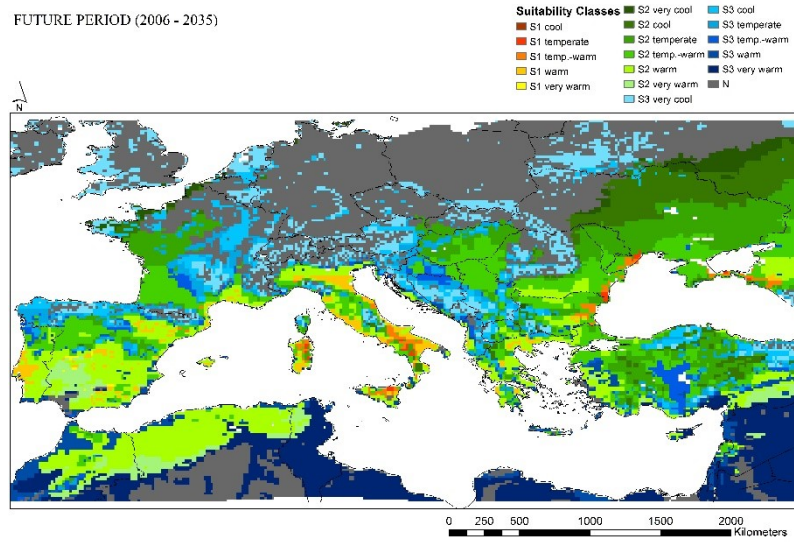 FUTURE PERIOD (2006 - 2035)
Suitability Classes
S1 cool
S1 temperate
S1 temp.-warm
S1 warm
S1 very warm
S2 very cool
S2 cool
S2 temperate
S2 temp.-warm
S2 warm
S2 very warm
S3 very cool
S3 cool
S3 temperate
S3 temp.-warm
S3 warm
S3 very warm
N
N
0 250 500 1000 1500 2000
Kilometers